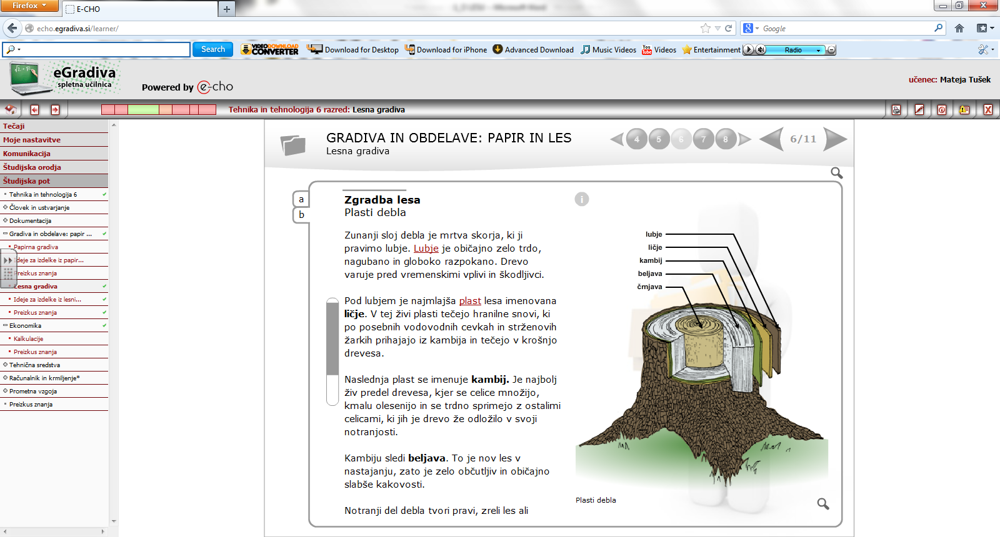 Firefox
E-CHO
echo.egradiva.si/learner/
Google
Search
VIDEO DOWNLOAD CONVERTER
Download for Desktop
Download for iPhone
Advanced Download
Music Videos
You Tube
Videos
Entertainment
Radio
eGradiva
spletna učilnica
Powered by e-cho
učenec: Mateja Tušek
Tehnika in tehnologija 6 razred: Lesna gradiva
Tečaji
Moje nastavitve
Komunikacija
Študijska orodja
Študijska pot
Tehnika in tehnologija 6
Človek in ustvarjanje
Dokumentacija
Gradiva in obdelave: papir ...
Papirna gradiva
Ideje za izdelke iz papir...
Preizkus znanja
Lesna gradiva
Ideje za izdelke iz lesni...
Preizkus znanja
Ekonomika
Kalkulacije
Preizkus znanja
Tehnična sredstva
Računalnik in krmiljenje*
Prometna vzgoja
Preizkus znanja
GRADIVA IN OBDELAVE: PAPIR IN LES
Lesna gradiva
4 5 6 7 8
6/11
a
b
Zgradba lesa
Plasti debla
Zunanji sloj debla je mrtva skorja, ki ji
pravimo lubje. Lubje je običajno zelo trdo,
nagubano in globoko razpokano. Drevo
varuje pred vremenskimi vplivi in škodljivci.
Pod lubjem je najmlajša plast lesa imenovana
ličje. V tej živi plasti tečejo hranilne snovi, ki
po posebnih vodovodnih cevkah in strženovih
žarkih prihajajo iz kambija in tečejo v krošnjo
drevesa.
Naslednja plast se imenuje kambij. Je najbolj
živ predel drevesa, kjer se celice množijo,
kmalu olesenijo in se trdno sprimejo z ostalimi
celicami, ki jih je drevo že odložilo v svoji
notranjosti.
Kambiju sledi beljava. To je nov les v
nastajanju, zato je zelo občutljiv in običajno
slabše kakovosti.
Notranji del debla tvori pravi, zreli les ali
i
lubje
ličje
kambij
beljava
črnjava
Plasti debla